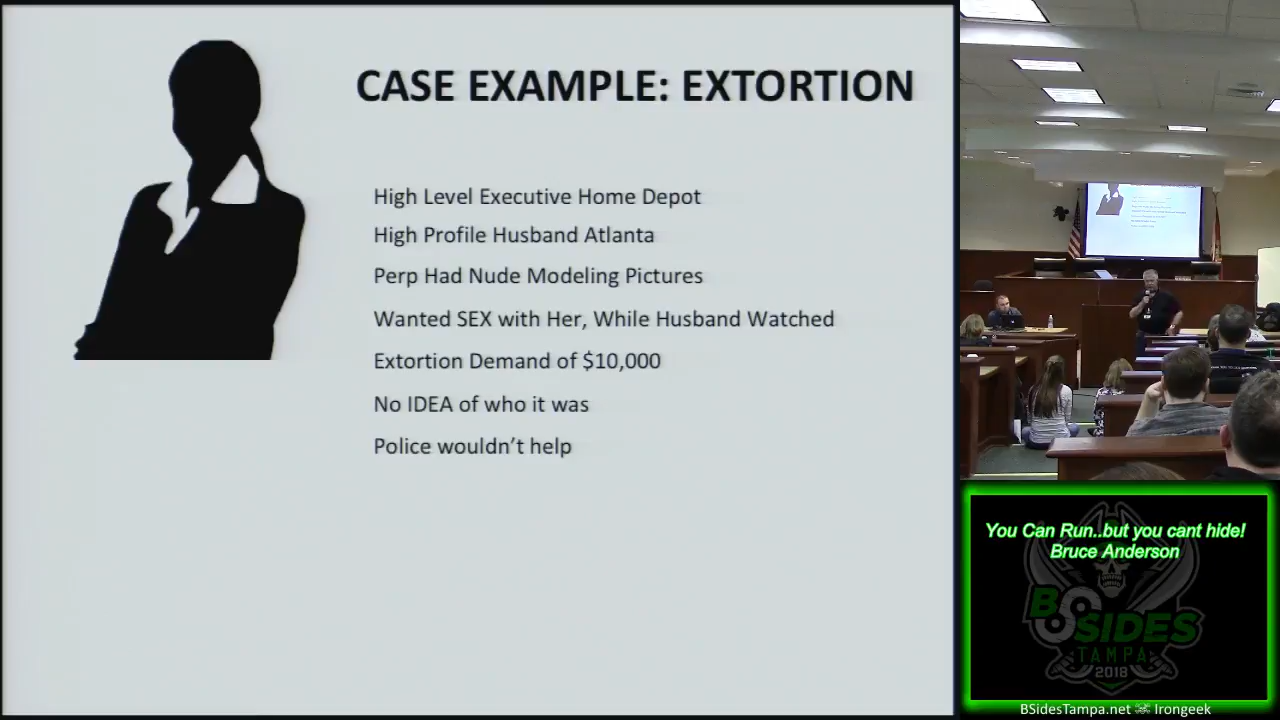 CASE EXAMPLE: EXTORTION
High Level Executive Home Depot
High Profile Husband Atlanta
Perp Had Nude Modeling Pictures
Wanted SEX with Her, While Husband Watched
Extortion Demand of $10,000
No IDEA of who it was
Police wouldn't help
You Can Run..but you cant hide!
Bruce Anderson
B SIDES
TAMPA
2018
BSidesTampa.net Irongeek